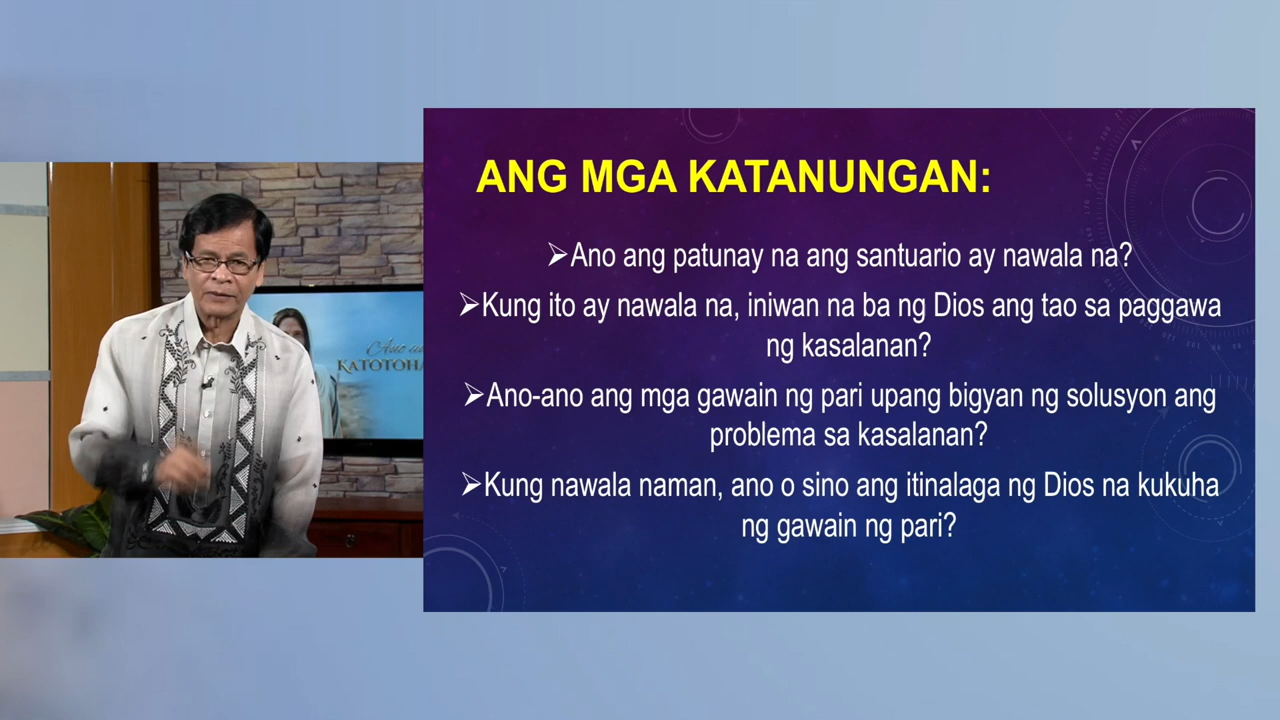 ANG MGA KATANUNGAN:
➢Ano ang patunay na ang santuario ay nawala na?
➢Kung ito ay nawala na, iniwan na ba ng Dios ang tao sa paggawa
ng kasalanan?
➢Ano-ano ang mga gawain ng pari upang bigyan ng solusyon ang
problema sa kasalanan?
➢Kung nawala naman, ano o sino ang itinalaga ng Dios na kukuha
ng gawain ng pari?